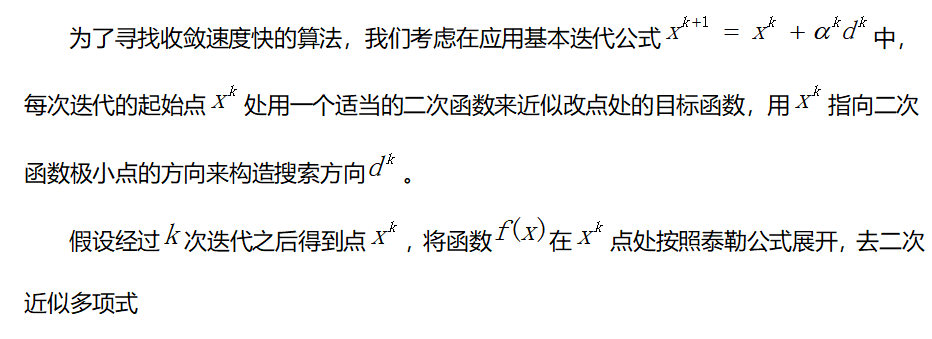 为了寻找收敛速度快的算法，我们考虑在应用基本迭代公式 x^{k+1} = x^k + α^k d^k 中，
每次迭代的起始点 x^k 处用一个适当的二次函数来近似改点处的目标函数，用 x^k 指向二次
函数极小点的方向来构造搜索方向 d^k 。
假设经过 k 次迭代之后得到点 x^k ，将函数 f(x) 在 x^k 点处按照泰勒公式展开，去二次
近似多项式